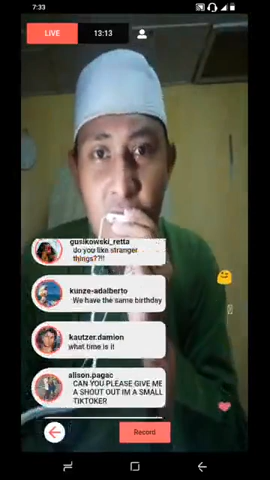 7:33
LIVE
13:13
gusikowski_retta
do you like stranger
things??!!
kunze-adalberto
We have the same birthday
kautzer.damion
what time is it
alison.pagac
CAN YOU PLEASE GIVE ME
A SHOUT OUT IM A SMALL
TIKTOKER
Record